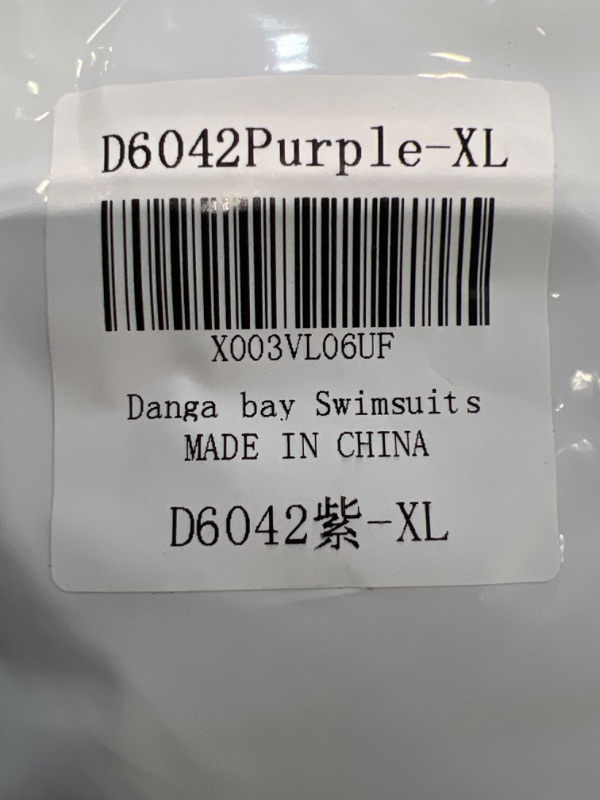 D6042Purple-XL
X003VL06UF
Danga bay Swimsuits
MADE IN CHINA
D6042紫-XL